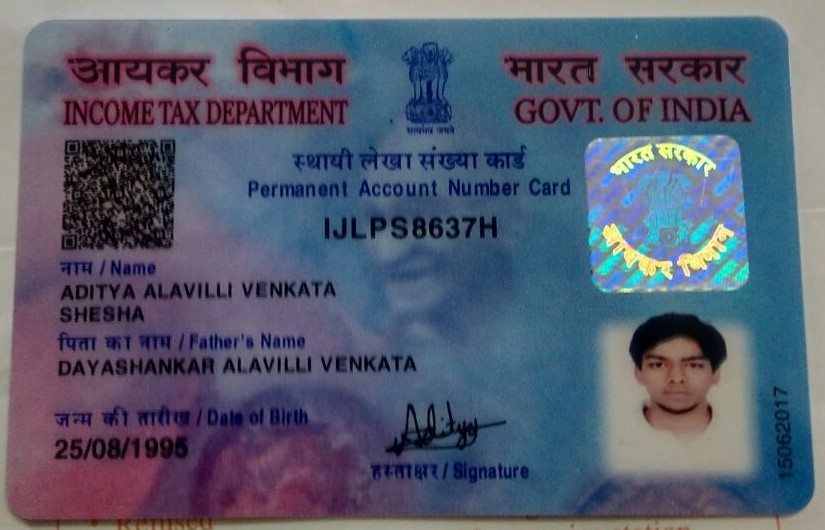 आयकर विभाग
INCOME TAX DEPARTMENT
सत्यमेव जयते
भारत सरकार
GOVT. OF INDIA
स्थायी लेखा संख्या कार्ड
Permanent Account Number Card
IJLPS8637H
भारत सरकार
आयकर विभाग
नाम / Name
ADITYA ALAVILLI VENKATA
SHESHA
पिता का नाम / Father's Name
DAYASHANKAR ALAVILLI VENKATA
जन्म की तारीख / Date of Birth
25/08/1995
Aditya
हस्ताक्षर / Signature
15062017